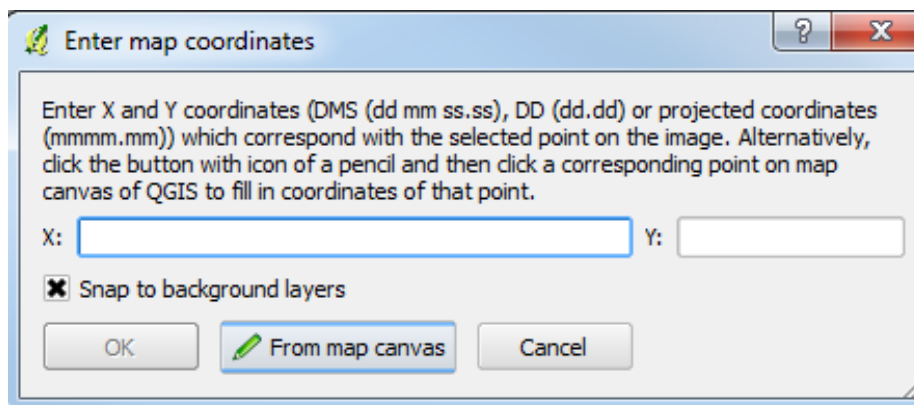 Enter map coordinates
Enter X and Y coordinates (DMS (dd mm ss.ss), DD (dd.dd) or projected coordinates
(mmmm.mm)) which correspond with the selected point on the image. Alternatively,
click the button with icon of a pencil and then click a corresponding point on map
canvas of QGIS to fill in coordinates of that point.
X: Y:
Snap to background layers
OK From map canvas Cancel